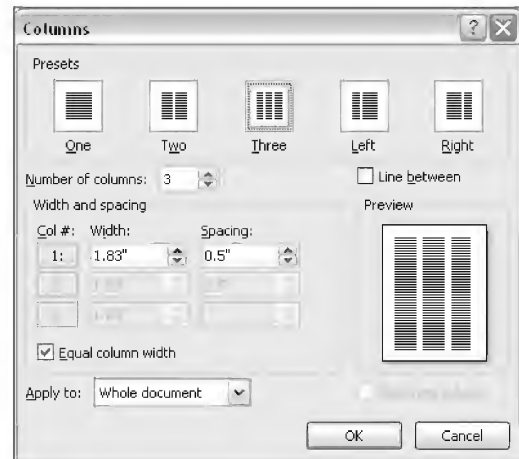 Columns
Presets
One Two Three Left Right
Number of columns: 3 Line between
Width and spacing Preview
Col #: Width: Spacing:
1: 1.83" 0.5"
Equal column width
Apply to: Whole document
OK Cancel